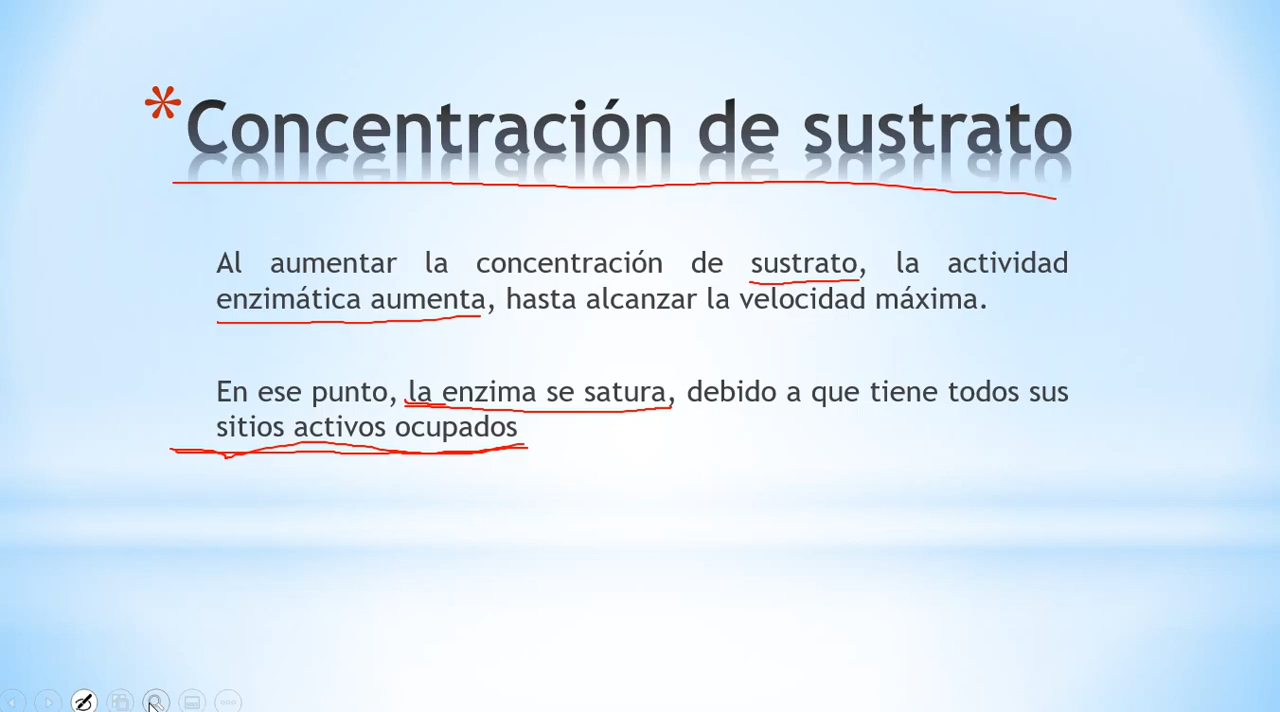 * Concentración de sustrato
Al aumentar la concentración de sustrato, la actividad
enzimática aumenta, hasta alcanzar la velocidad máxima.
En ese punto, la enzima se satura, debido a que tiene todos sus
sitios activos ocupados